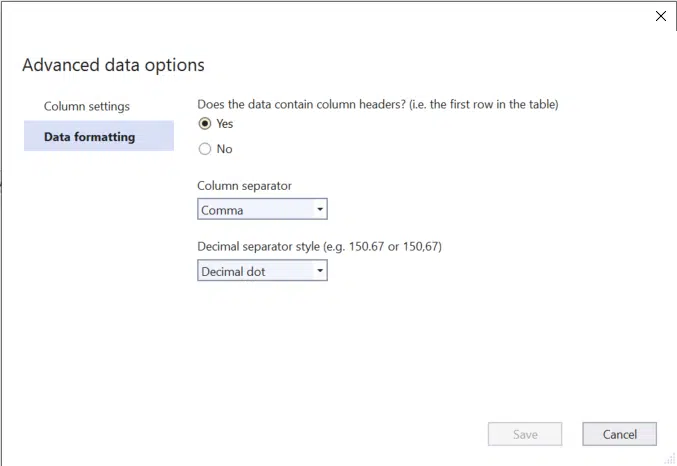 Advanced data options
Column settings
Data formatting
Does the data contain column headers? (i.e. the first row in the table)
Yes
No
Column separator
Comma
Decimal separator style (e.g. 150.67 or 150,67)
Decimal dot
Save
Cancel